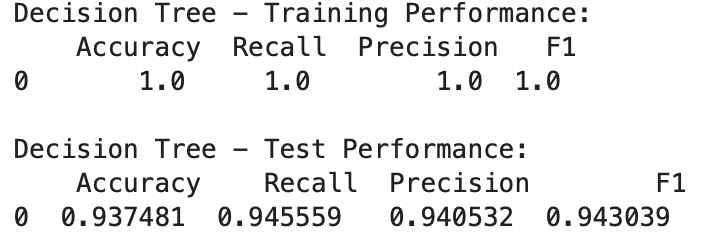 Decision Tree – Training Performance:
Accuracy Recall Precision F1
0 1.0 1.0 1.0 1.0
Decision Tree – Test Performance:
Accuracy Recall Precision F1
0 0.937481 0.945559 0.940532 0.943039